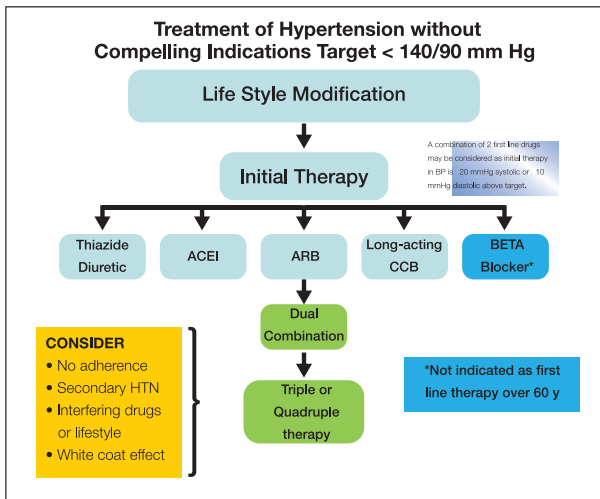 Treatment of Hypertension without
Compelling Indications Target < 140/90 mm Hg
Life Style Modification
A combination of 2 first line drugs
may be considered as initial therapy
in BP is 20 mmHg systolic or 10
mmHg diastolic above target.
Initial Therapy
Thiazide
Diuretic
ACEI
ARB
Long-acting
CCB
BETA
Blocker*
Dual
Combination
CONSIDER
• No adherence
• Secondary HTN
• Interfering drugs
or lifestyle
• White coat effect
Triple or
Quadruple
therapy
*Not indicated as first
line therapy over 60 y